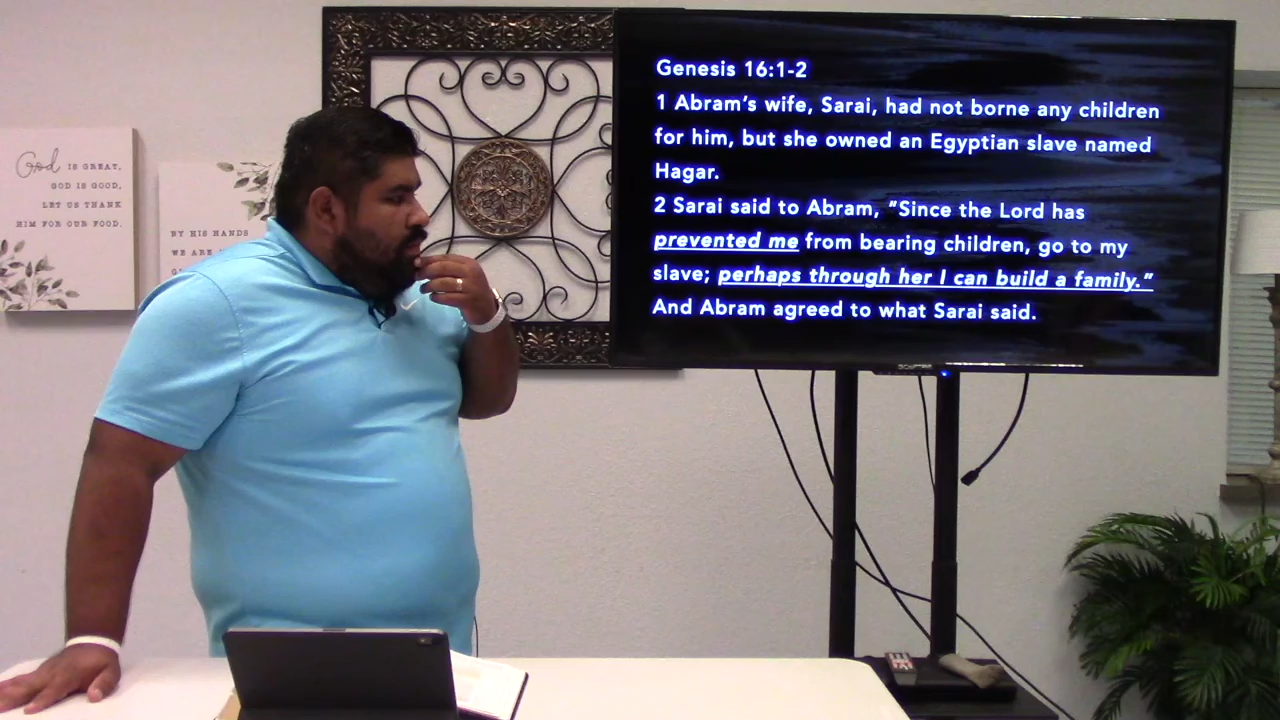 God IS GREAT,
GOD IS GOOD,
LET US THANK
HIM FOR OUR FOOD.
BY HIS HANDS
WE ARE
Genesis 16:1-2
1 Abram's wife, Sarai, had not borne any children
for him, but she owned an Egyptian slave named
Hagar.
2 Sarai said to Abram, "Since the Lord has
prevented me from bearing children, go to my
slave; perhaps through her I can build a family."
And Abram agreed to what Sarai said.